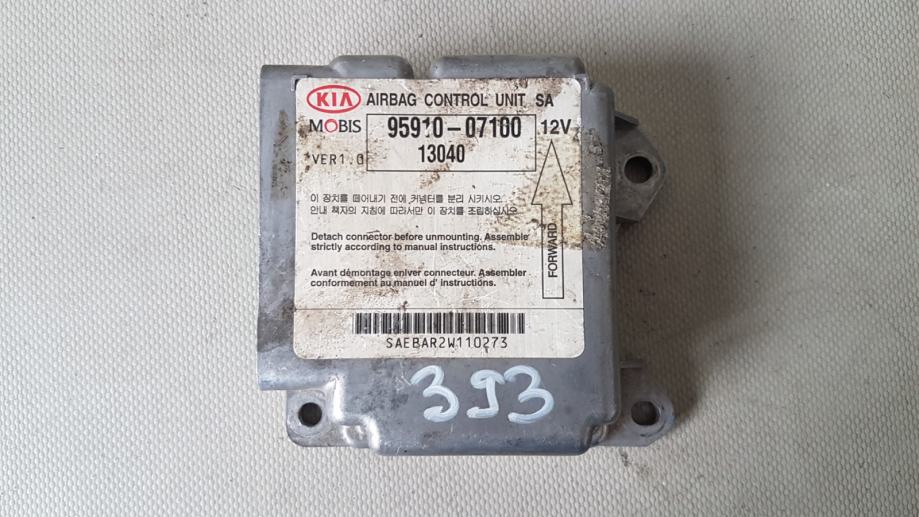 KIA AIRBAG CONTROL UNIT SA
MOBIS 95910-07100 12V
VER1.0 13040
이 장치를 떼어내기 전에 커넥터를 분리 시키시오.
안내 책자의 지침에 따라서만 이 장치를 조립하십시오.
Detach connector before unmounting. Assemble
strictly according to manual instructions.
FORWARD
Avant démontage enlver connecteur. Assembler
conformement au manuel d' instructions.
SAEBAR2W110273
393